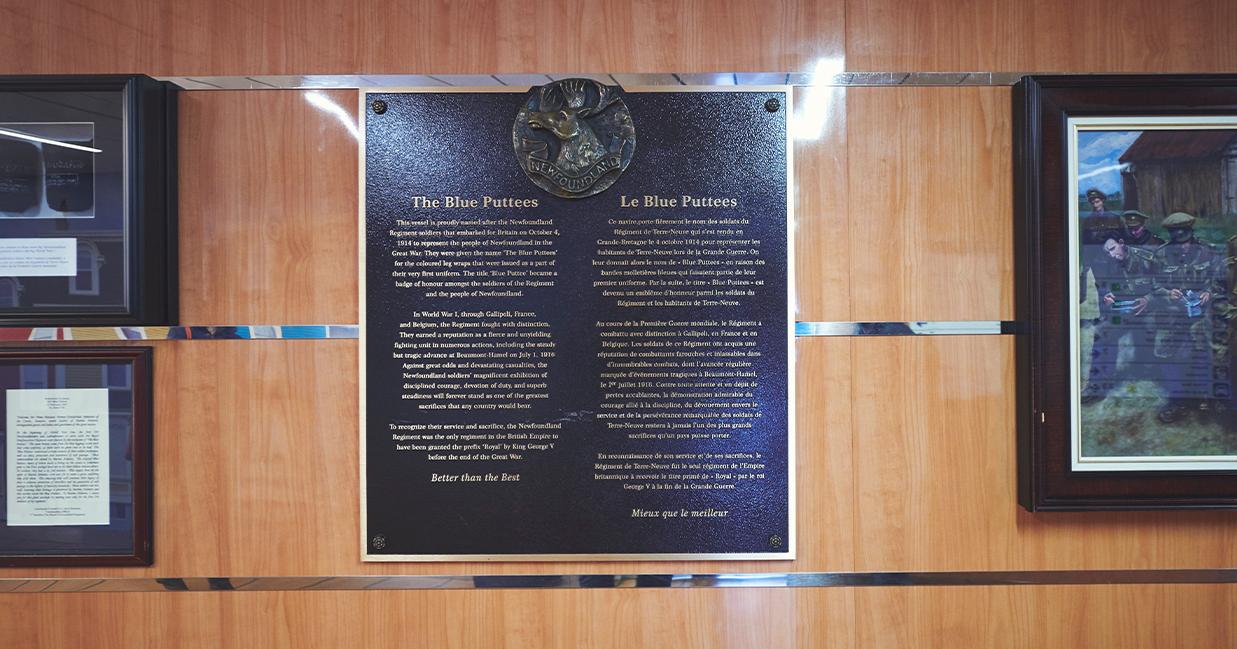 NEWFOUNDLAND
The Blue Puttees
This vessel is proudly named after the Newfoundland
Regiment soldiers that embarked for Britain on October 4,
1914 to represent the people of Newfoundland in the
Great War. They were given the name 'The Blue Puttees'
for the coloured leg wraps that were issued as a part of
their very first uniform. The title 'Blue Puttee' became a
badge of honour amongst the soldiers of the Regiment
and the people of Newfoundland.
In World War I, through Gallipoli, France,
and Belgium, the Regiment fought with distinction.
They earned a reputation as a fierce and unyielding
fighting unit in numerous actions, including the steady
but tragic advance at Beaumont-Hamel on July 1, 1916
Against great odds and devastating casualties, the
Newfoundland soldiers' magnificent exhibition of
disciplined courage, devotion of duty, and superb
steadiness will forever stand as one of the greatest
sacrifices that any country would bear.
To recognize their service and sacrifice, the Newfoundland
Regiment was the only regiment in the British Empire to
have been granted the prefix 'Royal' by King George V
before the end of the Great War.
Better than the Best
Le Blue Puttees
Ce navire porte fièrement le nom des soldats du
Régiment de Terre-Neuve qui s'est rendu en
Grande-Bretagne le 4 octobre 1914 pour représenter les
habitants de Terre-Neuve lors de la Grande Guerre. On
leur donnait alors le nom de « Blue Puttees » en raison des
bandes molletières bleues qui faisaient partie de leur
premier uniforme. Par la suite, le titre « Blue Puttees » est
devenu un emblème d'honneur parmi les soldats du
Régiment et les habitants de Terre-Neuve.
Au cours de la Première Guerre mondiale, le Régiment a
combattu avec distinction à Gallipoli, en France et en
Belgique. Les soldats de ce Régiment ont acquis une
réputation de combattants farouches et inlassables dans
d'innombrables combats, dont l'avancée régulière
marquée d'événements tragiques à Beaumont-Hamel,
le 1er juillet 1916. Contre toute attente et en dépit de
pertes accablantes, la démonstration admirable du
courage allié à la discipline, du dévouement envers le
service et de la persévérance remarquable des soldats de
Terre-Neuve restera à jamais l'un des plus grands
sacrifices qu'un pays puisse porter.
En reconnaissance de son service et de ses sacrifices, le
Régiment de Terre-Neuve fut le seul régiment de l'Empire
britannique à recevoir le titre primé de « Royal » par le roi
George V à la fin de la Grande Guerre.
Mieux que le meilleur